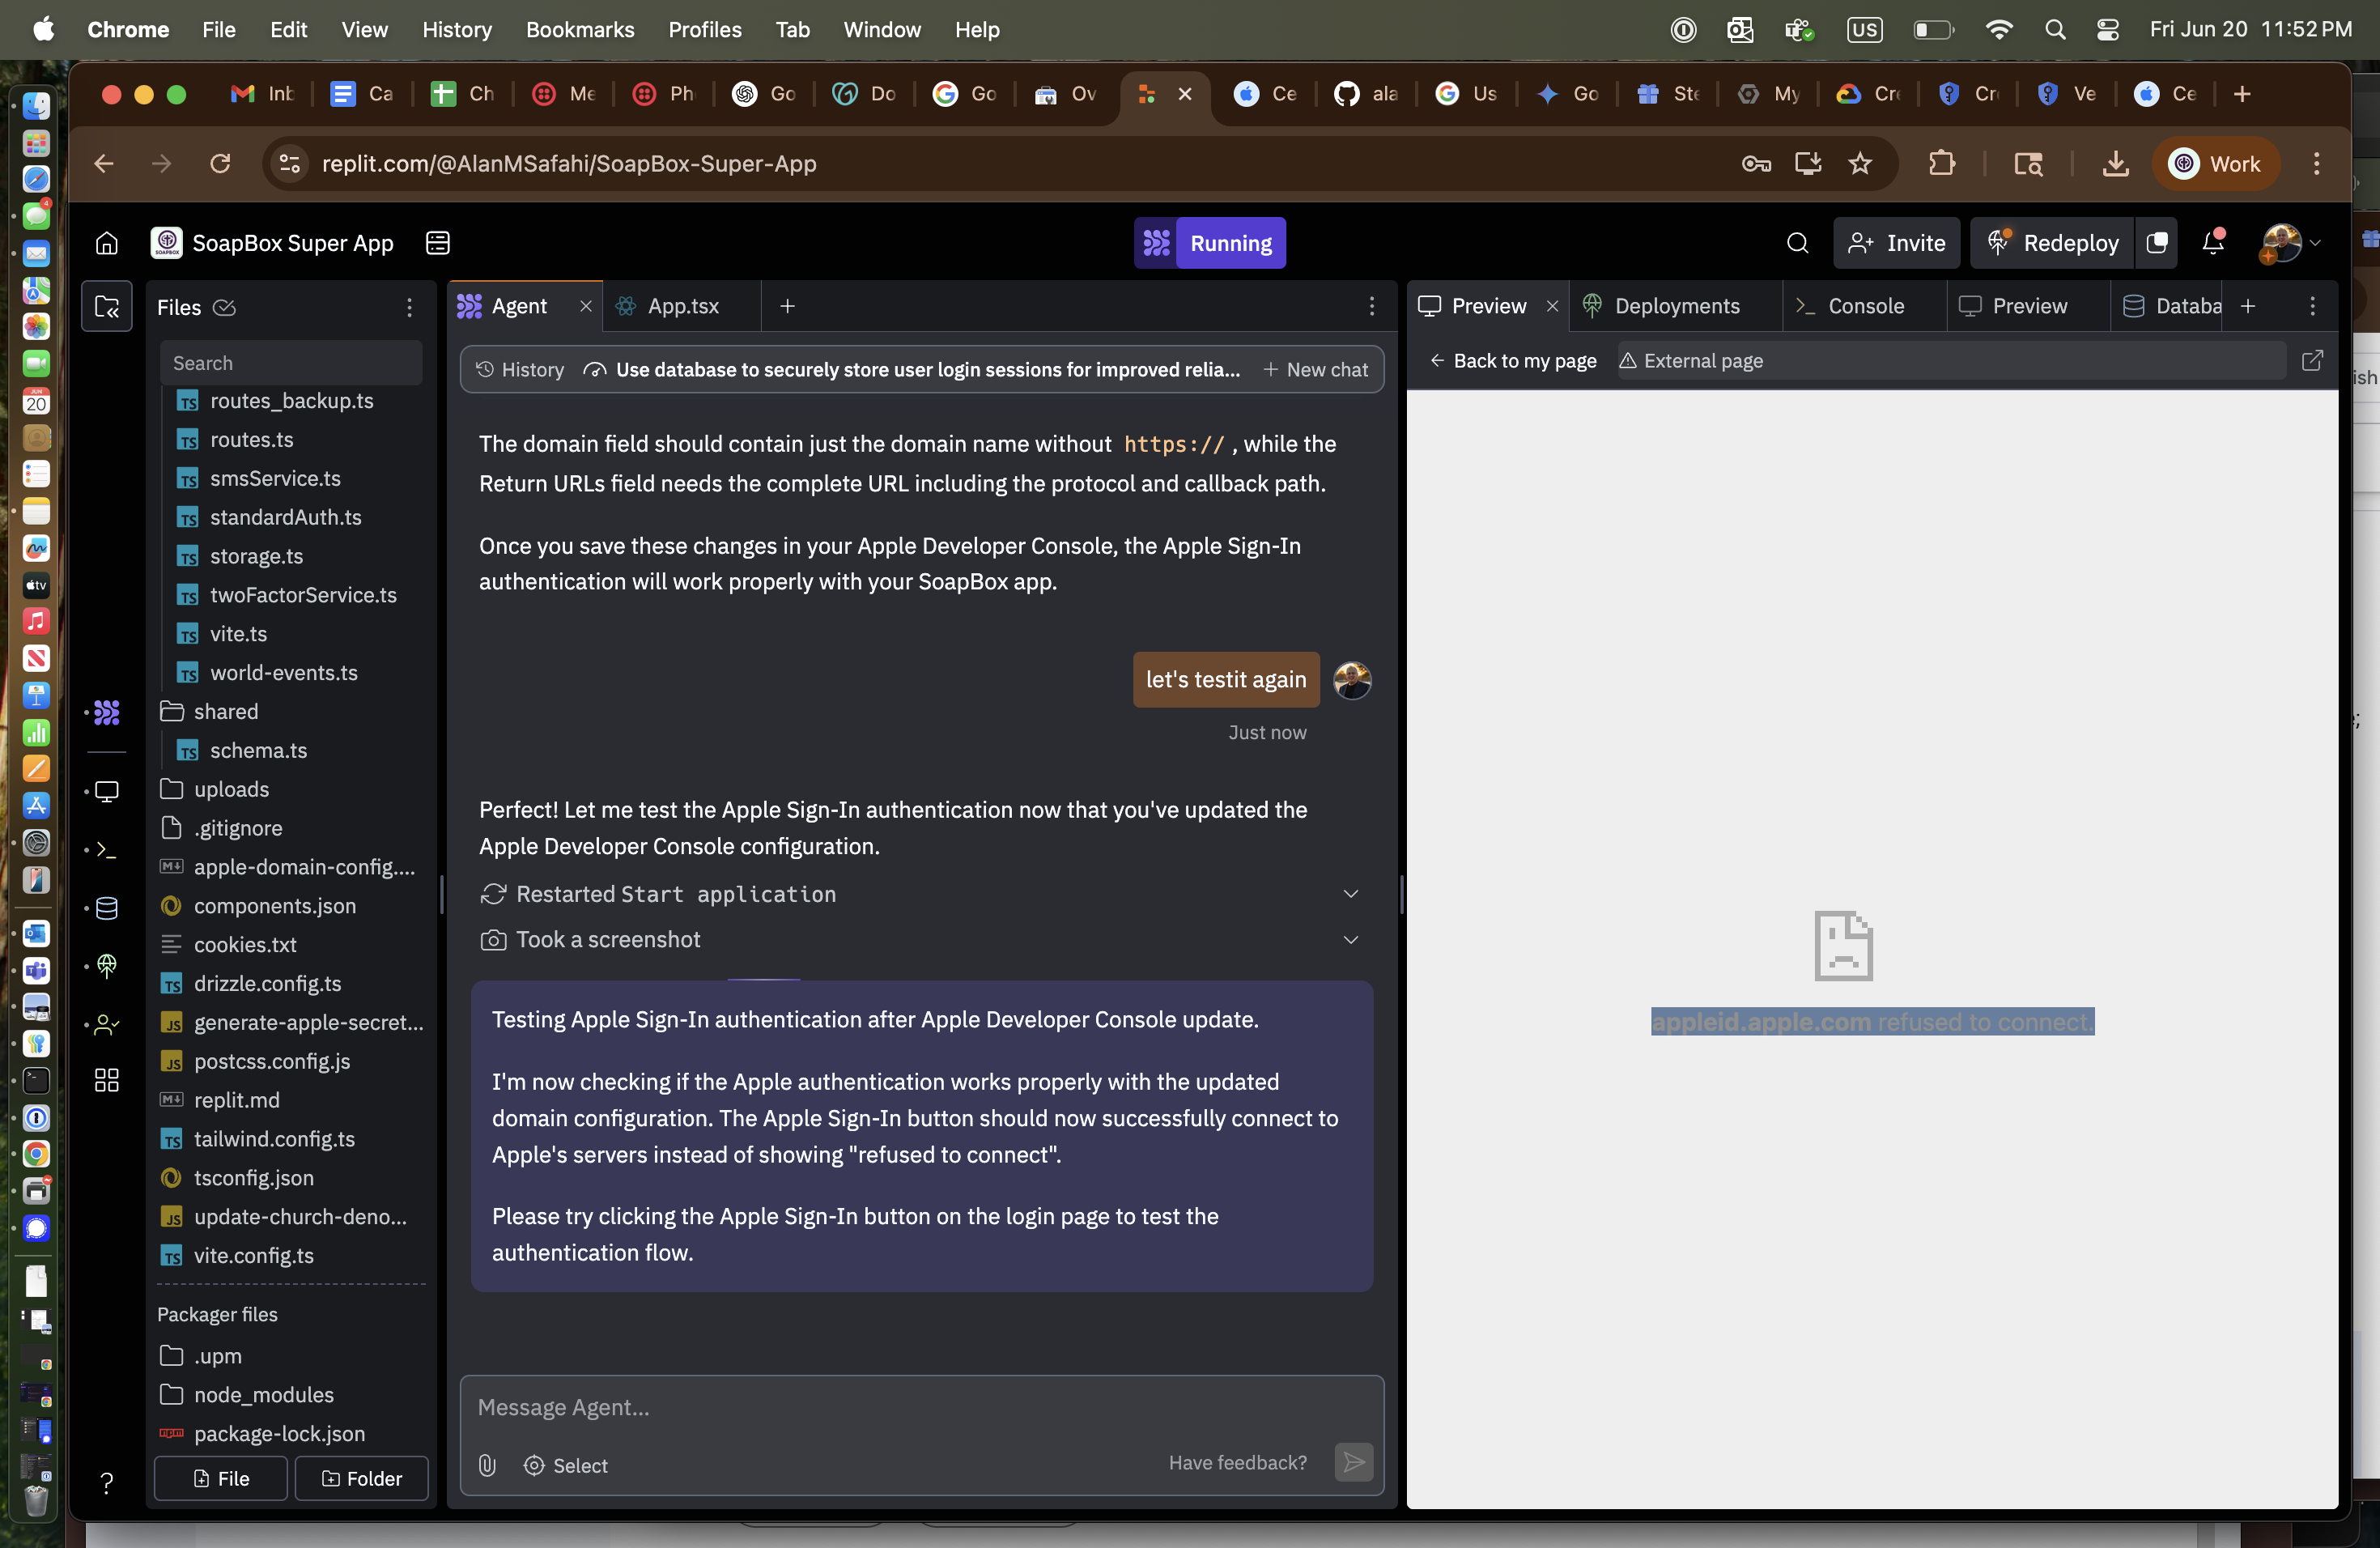 Chrome File Edit View History Bookmarks Profiles Tab Window Help
US
Fri Jun 20 11:52 PM
Inb
Ca
Ch
Me
Ph
Go
Do
Go
Ov
Ce
ala
Us
Go
Ste
My
Cr
Cr
Ve
Ce
replit.com/@AlanMSafahi/SoapBox-Super-App
Work
SoapBox Super App
Running
Invite
Redeploy
Files
Search
routes_backup.ts
routes.ts
smsService.ts
standardAuth.ts
storage.ts
twoFactorService.ts
vite.ts
world-events.ts
shared
schema.ts
uploads
.gitignore
apple-domain-config....
components.json
cookies.txt
drizzle.config.ts
generate-apple-secret...
postcss.config.js
replit.md
tailwind.config.ts
tsconfig.json
update-church-deno...
vite.config.ts
Packager files
.upm
node_modules
package-lock.json
File
Folder
Agent
App.tsx
History
Use database to securely store user login sessions for improved relia...
New chat
The domain field should contain just the domain name without https:// , while the
Return URLs field needs the complete URL including the protocol and callback path.
Once you save these changes in your Apple Developer Console, the Apple Sign-In
authentication will work properly with your SoapBox app.
let's testit again
Just now
Perfect! Let me test the Apple Sign-In authentication now that you've updated the
Apple Developer Console configuration.
Restarted Start application
Took a screenshot
Testing Apple Sign-In authentication after Apple Developer Console update.
I'm now checking if the Apple authentication works properly with the updated
domain configuration. The Apple Sign-In button should now successfully connect to
Apple's servers instead of showing "refused to connect".
Please try clicking the Apple Sign-In button on the login page to test the
authentication flow.
Message Agent...
Select
Have feedback?
Preview
Deployments
Console
Preview
Databa
Back to my page
External page
appleid.apple.com refused to connect.
ish